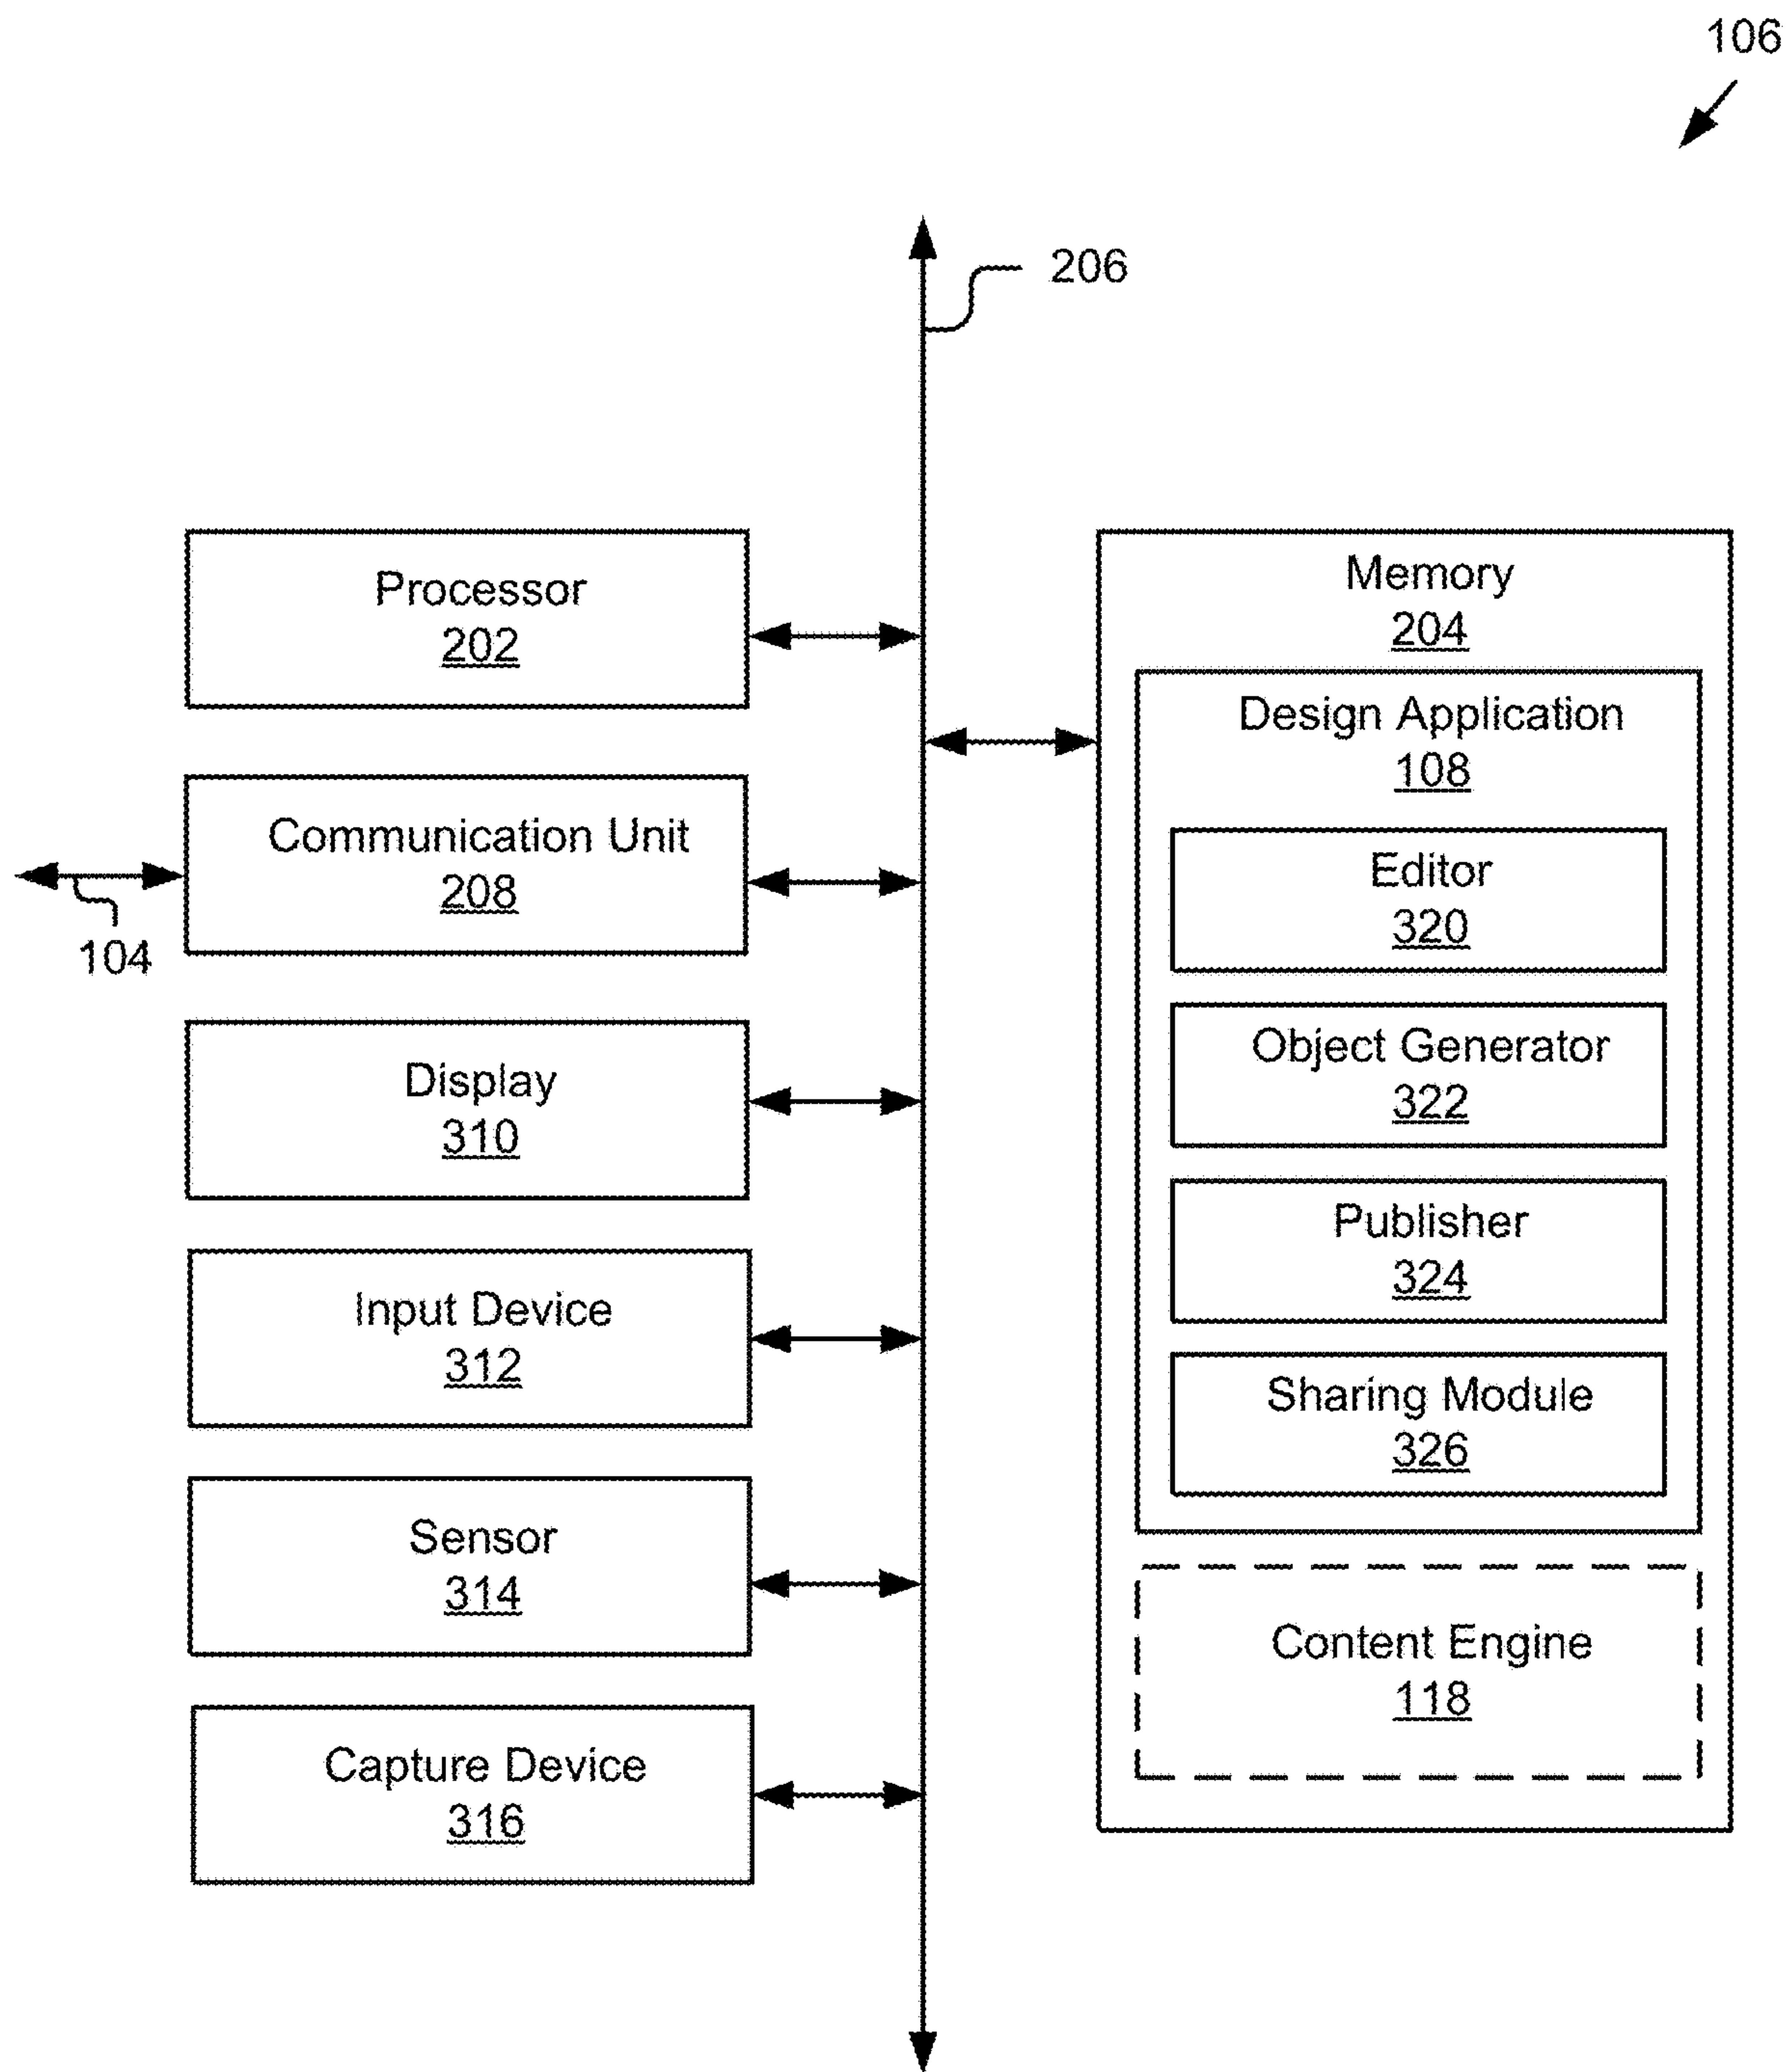 106
206
Processor
202
Communication Unit
208
104
Display
310
Input Device
312
Sensor
314
Capture Device
316
Memory
204
Design Application
108
Editor
320
Object Generator
322
Publisher
324
Sharing Module
326
Content Engine
118